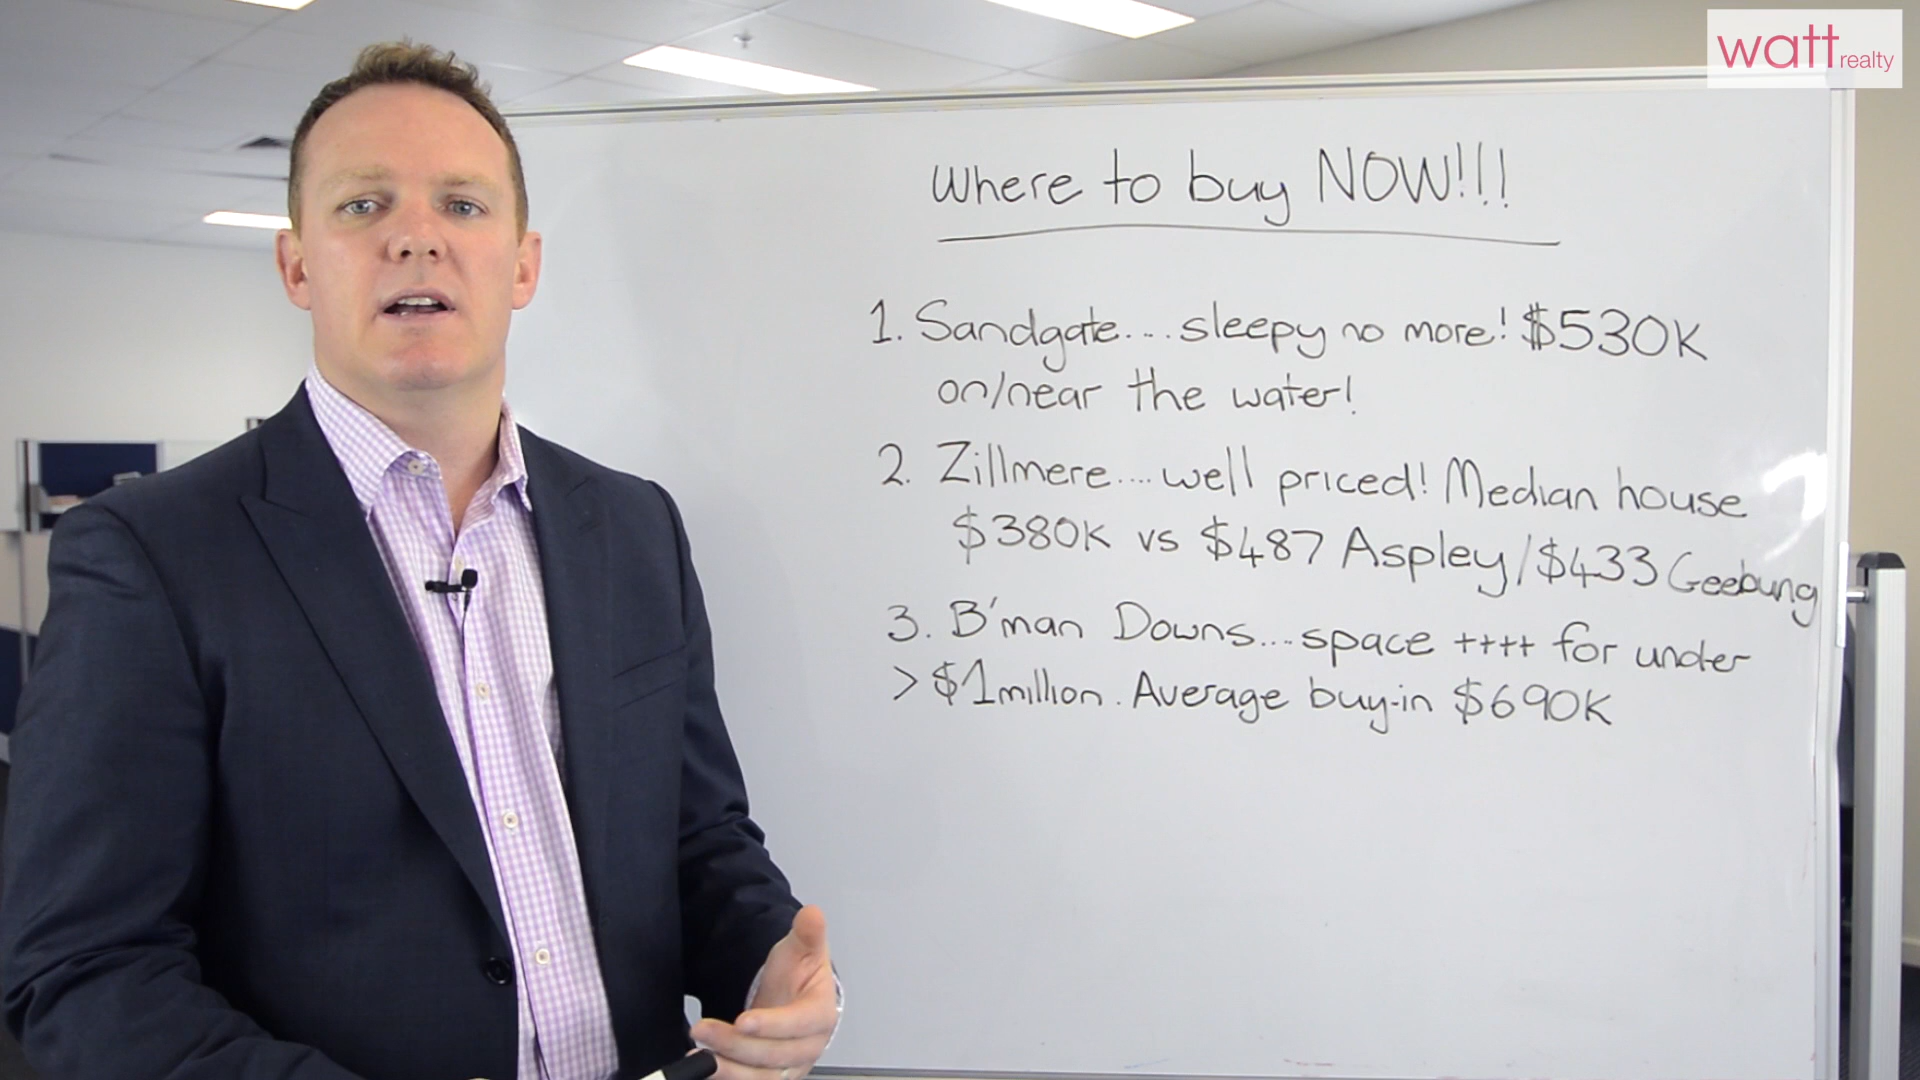 watt realty
Where to buy NOW!!!
1. Sandgate.... sleepy no more! $530K
on/near the water!
2. Zillmere.... well priced! Median house
$380K vs $487 Aspley/$433 Geebung
3. B'man Downs.... space ++++ for under
> $1million. Average buy-in $690K